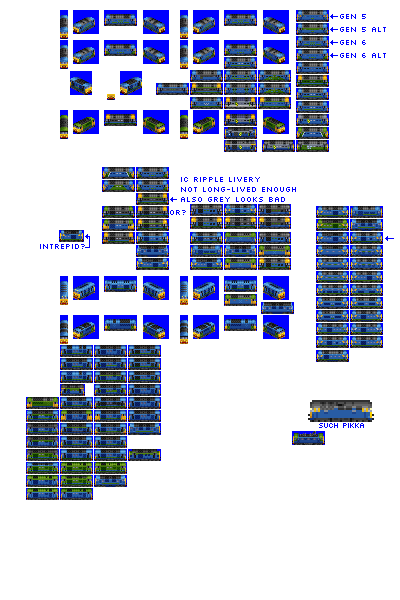 GEN 5
GEN 5 ALT
GEN 6
GEN 6 ALT
IC RIPPLE LIVERY
NOT LONG-LIVED ENOUGH
ALSO GREY LOOKS BAD
OR?
INTREPID?
SUCH PIKKA